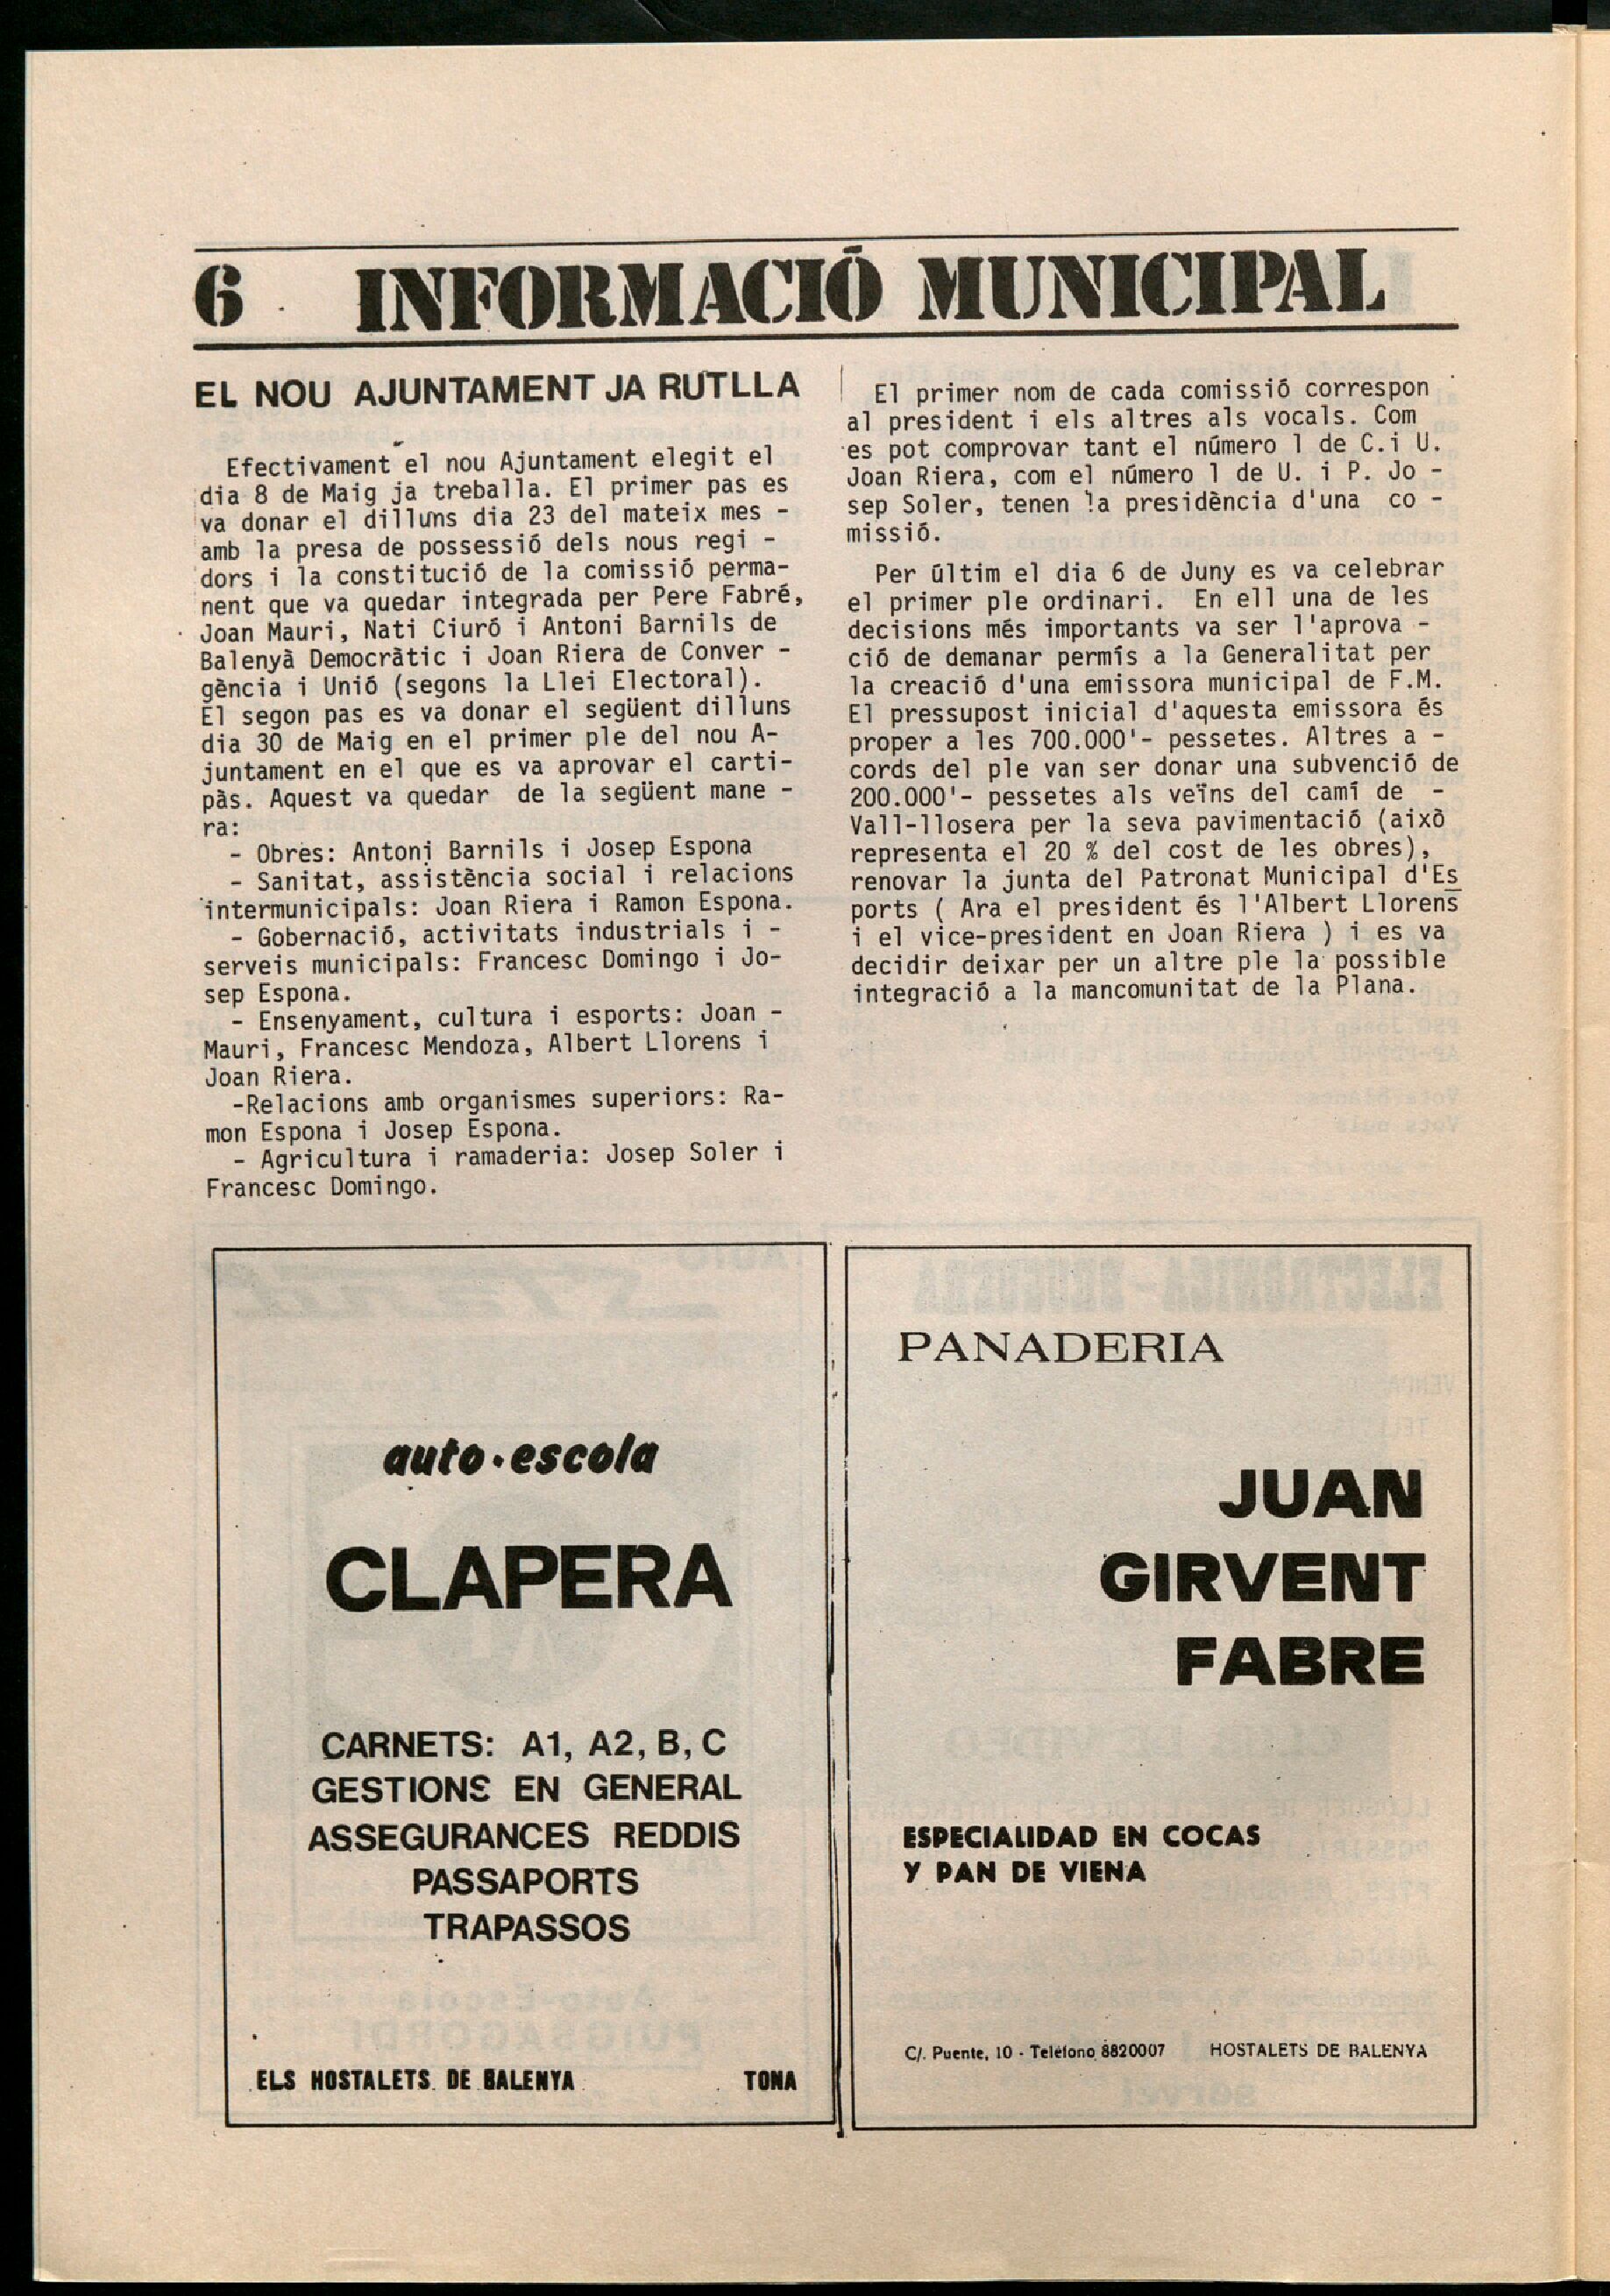 6 INFORMACIÓ MUNICIPAL
EL NOU AJUNTAMENT JA RUTLLA
Efectivament el nou Ajuntament elegit el
dia 8 de Maig ja treballa. El primer pas es
va donar el dilluns dia 23 del mateix mes -
amb la presa de possessió dels nous regi -
dors i la constitució de la comissió perma-
nent que va quedar integrada per Pere Fabré,
Joan Mauri, Nati Ciuró i Antoni Barnils de
Balenyà Democràtic i Joan Riera de Conver -
gència i Unió (segons la Llei Electoral).
El segon pas es va donar el següent dilluns
dia 30 de Maig en el primer ple del nou A-
juntament en el que es va aprovar el carti-
pàs. Aquest va quedar de la següent mane -
ra:
- Obres: Antoni Barnils i Josep Espona
- Sanitat, assistència social i relacions
intermunicipals: Joan Riera i Ramon Espona.
- Gobernació, activitats industrials i -
serveis municipals: Francesc Domingo i Jo-
sep Espona.
- Ensenyament, cultura i esports: Joan -
Mauri, Francesc Mendoza, Albert Llorens i
Joan Riera.
-Relacions amb organismes superiors: Ra-
mon Espona i Josep Espona.
- Agricultura i ramaderia: Josep Soler i
Francesc Domingo.
El primer nom de cada comissió correspon
al president i els altres als vocals. Com
es pot comprovar tant el número 1 de C.i U.
Joan Riera, com el número 1 de U. i P. Jo -
sep Soler, tenen la presidència d'una co -
missió.
Per últim el dia 6 de Juny es va celebrar
el primer ple ordinari. En ell una de les
decisions més importants va ser l'aprova -
ció de demanar permís a la Generalitat per
la creació d'una emissora municipal de F.M.
El pressupost inicial d'aquesta emissora és
proper a les 700.000'- pessetes. Altres a -
cords del ple van ser donar una subvenció de
200.000'- pessetes als veïns del camí de -
Vall-llosera per la seva pavimentació (això
representa el 20 % del cost de les obres),
renovar la junta del Patronat Municipal d'Es
ports ( Ara el president és l'Albert Llorens
i el vice-president en Joan Riera ) i es va
decidir deixar per un altre ple la possible
integració a la mancomunitat de la Plana.
auto·escola
CLAPERA
CARNETS: A1, A2, B, C
GESTIONS EN GENERAL
ASSEGURANCES REDDIS
PASSAPORTS
TRAPASSOS
ELS HOSTALETS DE BALENYA TONA
PANADERIA
JUAN
GIRVENT
FABRE
ESPECIALIDAD EN COCAS
Y PAN DE VIENA
C/. Puente, 10 - Teléfono 8820007 HOSTALETS DE BALENYA